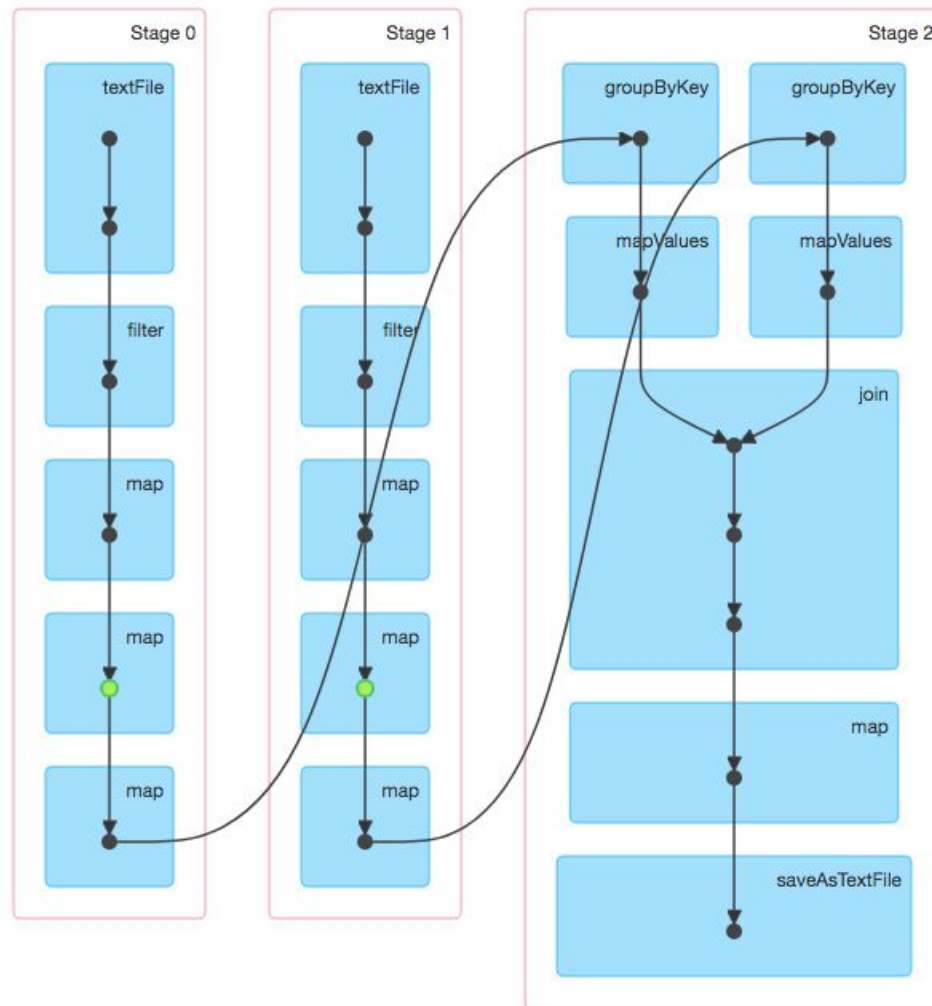 Stage 0
textFile
filter
map
map
map
Stage 1
textFile
filter
map
map
map
Stage 2
groupByKey
groupByKey
mapValues
mapValues
join
map
saveAsTextFile